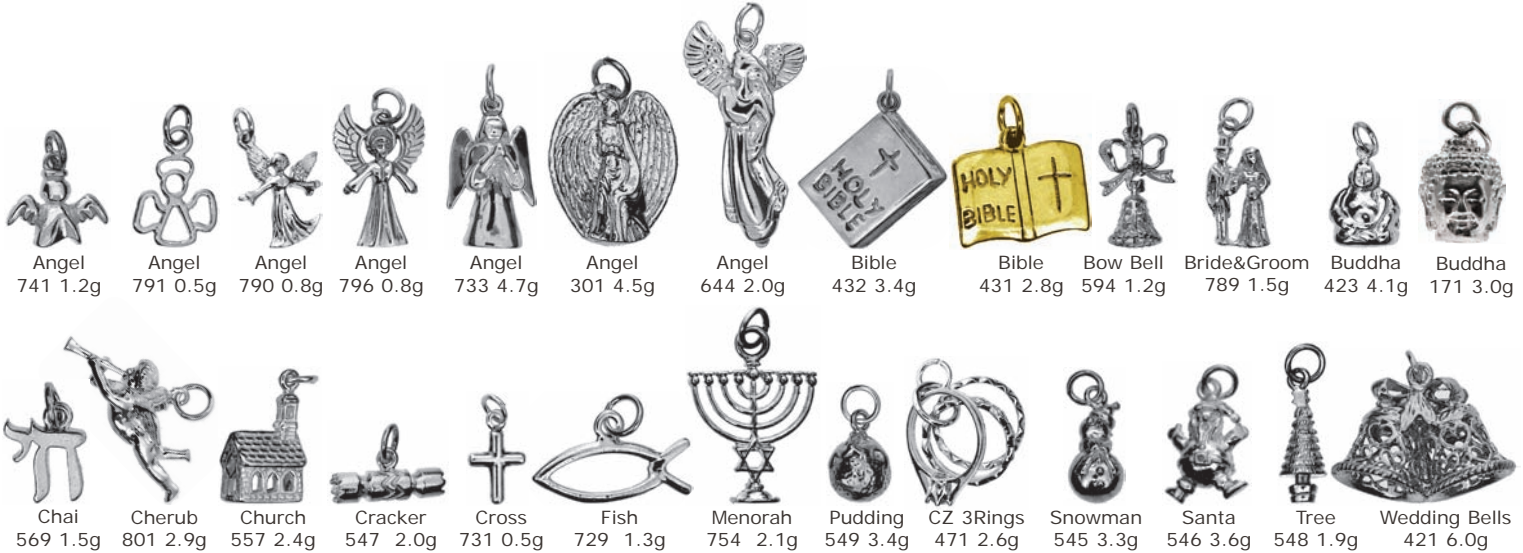 HOLY
BIBLE
HOLY
BIBLE
Angel Angel Angel Angel Angel Angel Angel Bible Bible Bow Bell Bride&Groom Buddha Buddha
741 1.2g 791 0.5g 790 0.8g 796 0.8g 733 4.7g 301 4.5g 644 2.0g 432 3.4g 431 2.8g 594 1.2g 789 1.5g 423 4.1g 171 3.0g
חי
Chai Cherub Church Cracker Cross Fish Menorah Pudding CZ 3Rings Snowman Santa Tree Wedding Bells
569 1.5g 801 2.9g 557 2.4g 547 2.0g 731 0.5g 729 1.3g 754 2.1g 549 3.4g 471 2.6g 545 3.3g 546 3.6g 548 1.9g 421 6.0g